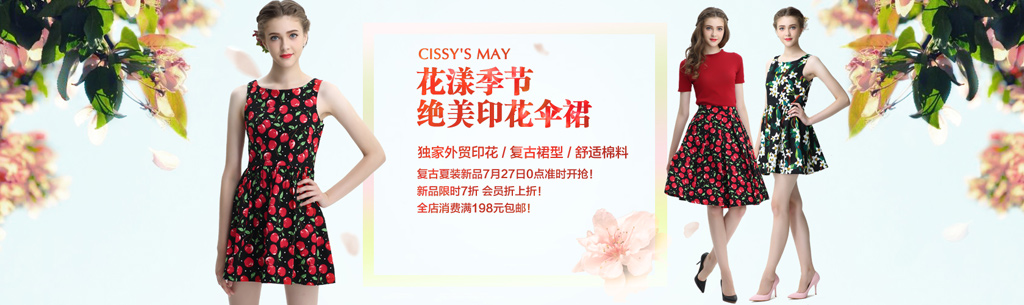 CISSY'S MAY
花漾季节
绝美印花伞裙
独家外贸印花 / 复古裙型 / 舒适棉料
复古夏装新品7月27日0点准时开抢！
新品限时7折 会员折上折！
全店消费满198元包邮！